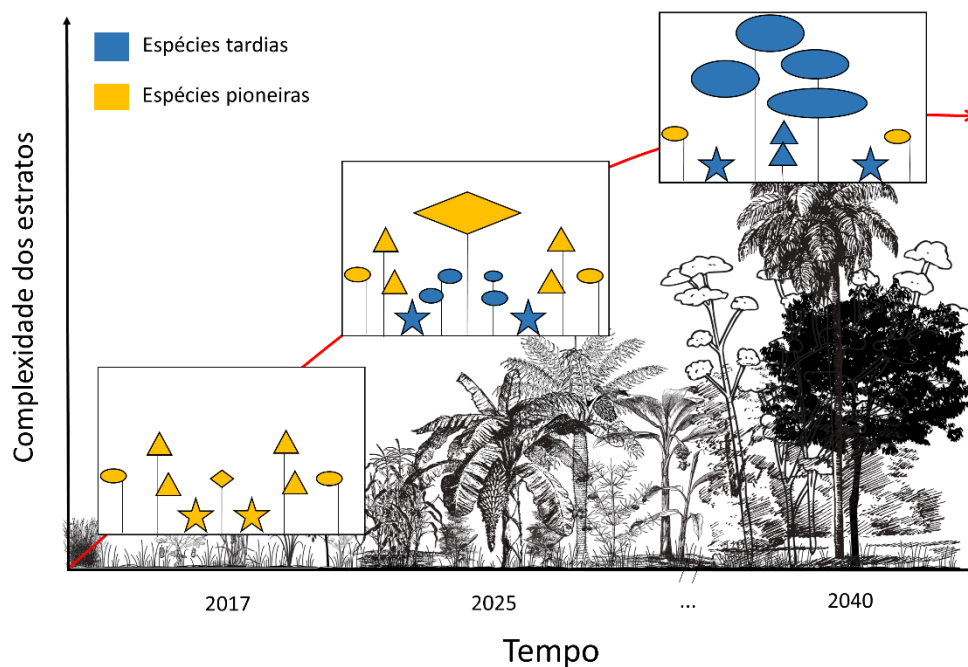 Espécies tardias
Espécies pioneiras
Complexidade dos estratos
2017
2025
...
2040
Tempo